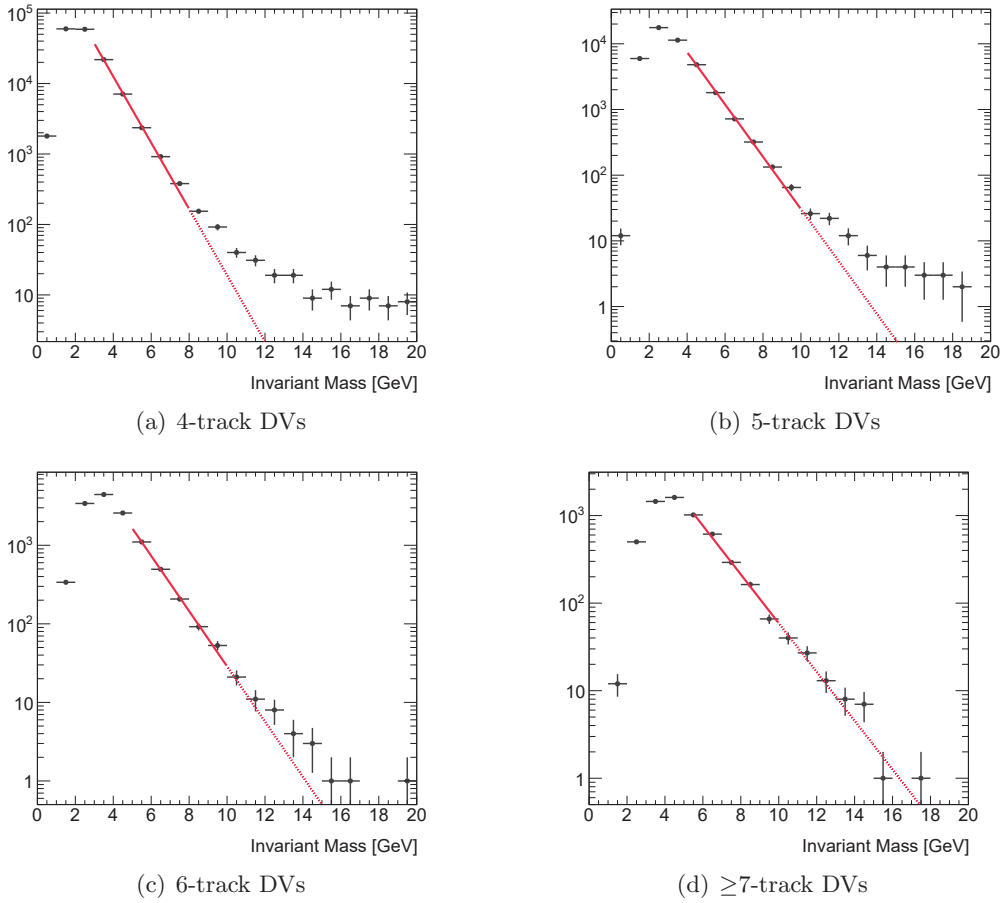 10^5
10^4
10^3
10^2
10
0 2 4 6 8 10 12 14 16 18 20
Invariant Mass [GeV]
(a) 4-track DVs
10^4
10^3
10^2
10
1
0 2 4 6 8 10 12 14 16 18 20
Invariant Mass [GeV]
(b) 5-track DVs
10^3
10^2
10
1
0 2 4 6 8 10 12 14 16 18 20
Invariant Mass [GeV]
(c) 6-track DVs
10^3
10^2
10
1
0 2 4 6 8 10 12 14 16 18 20
Invariant Mass [GeV]
(d) ≥7-track DVs